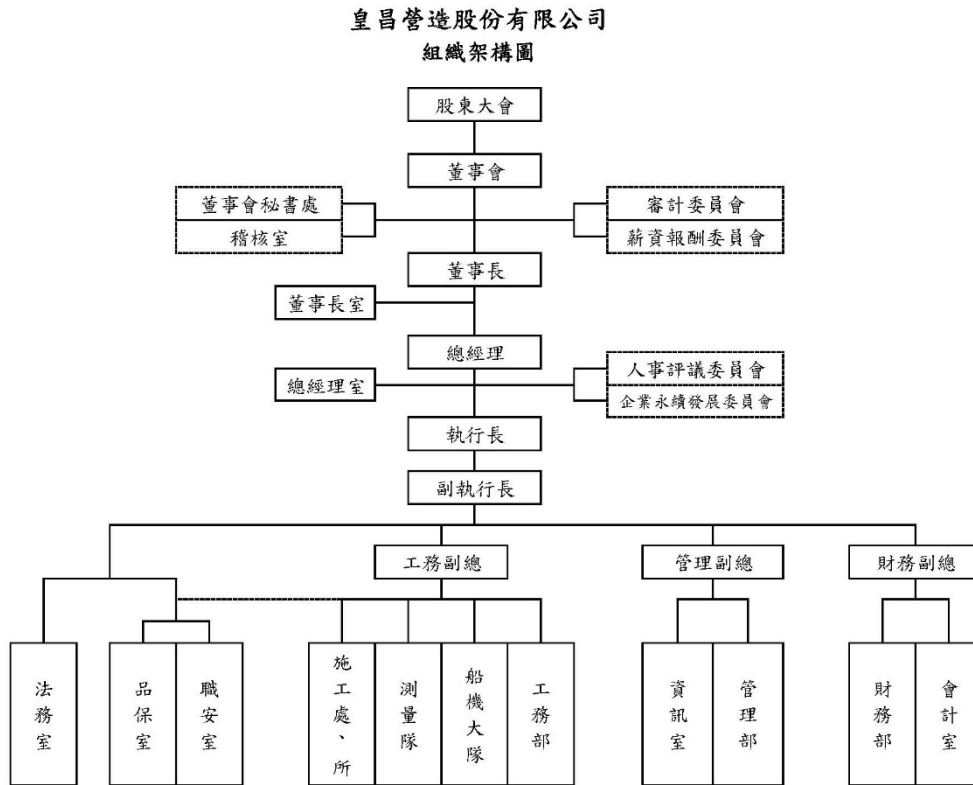 皇昌營造股份有限公司
組織架構圖
股東大會
董事會
董事會秘書處
審計委員會
稽核室
薪資報酬委員會
董事長
董事長室
總經理
總經理室
人事評議委員會
企業永續發展委員會
執行長
副執行長
工務副總
管理副總
財務副總
法務室
品保室
職安室
施工處、所
測量隊
船機大隊
工務部
資訊室
管理部
財務部
會計室